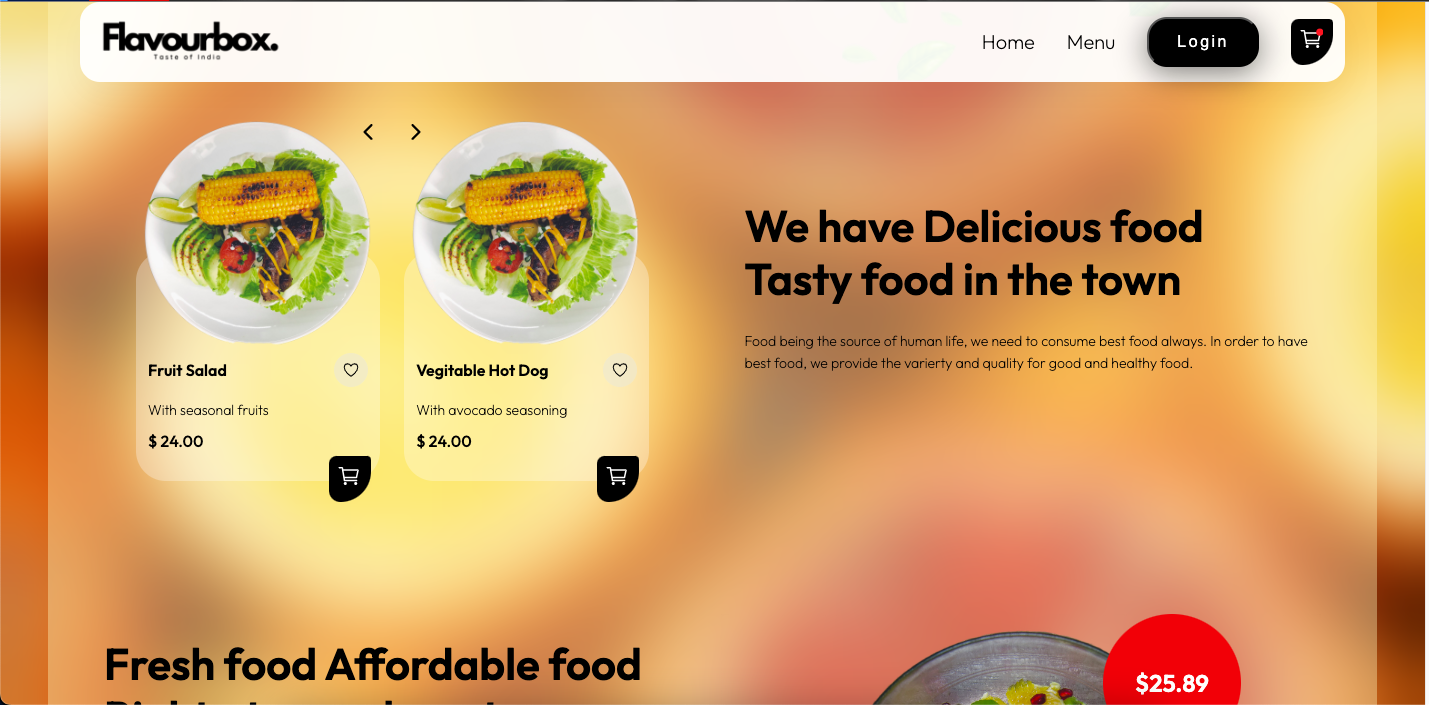 Flavourbox.
Taste of India
Home
Menu
Login
Fruit Salad
With seasonal fruits
$ 24.00
Vegitable Hot Dog
With avocado seasoning
$ 24.00
We have Delicious food
Tasty food in the town
Food being the source of human life, we need to consume best food always. In order to have
best food, we provide the varierty and quality for good and healthy food.
Fresh food Affordable food
$25.89